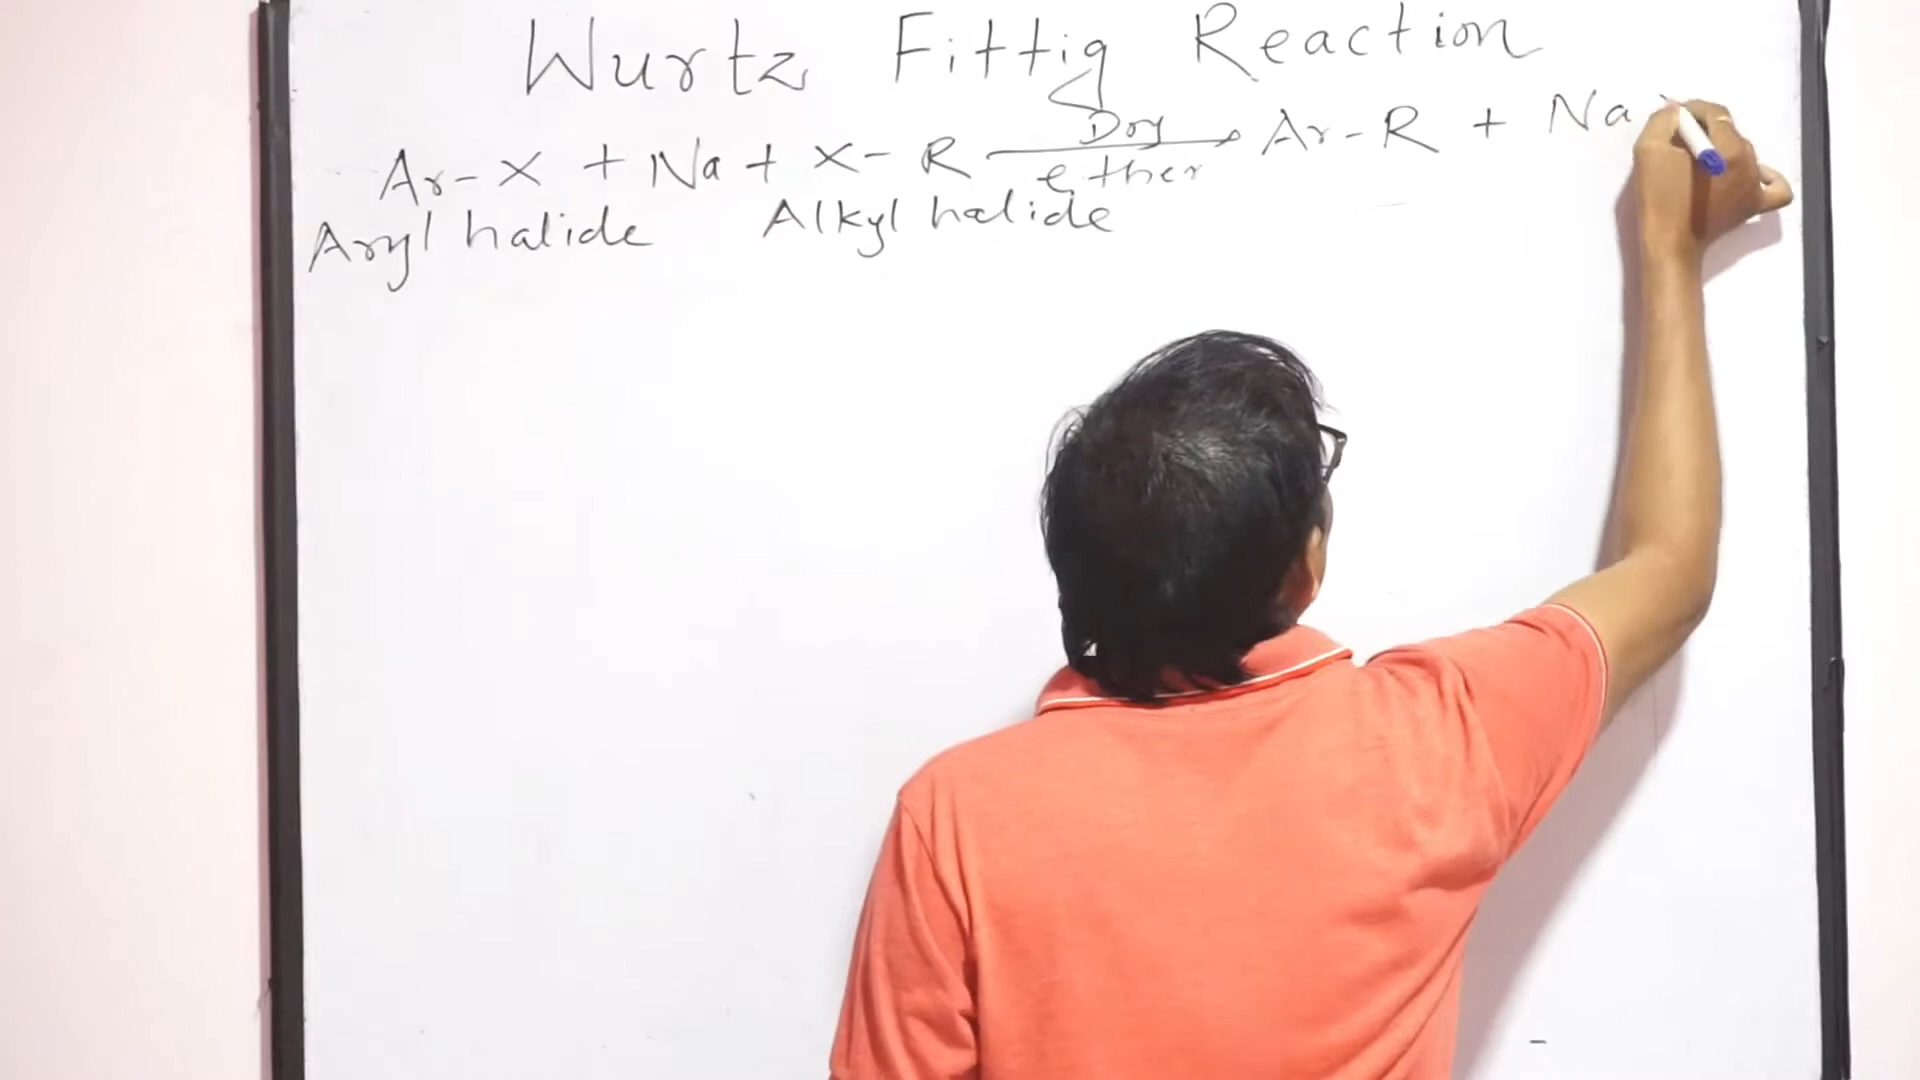 Wurtz Fittig Reaction
Ar-X + Na + X-R Dry ether → Ar-R + Na
Aryl halide Alkyl halide